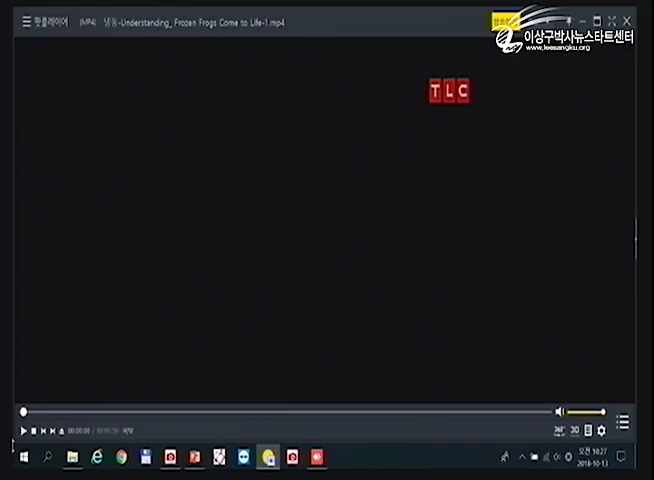 팟플레이어 [MP4] 냉동-Understanding_ Frozen Frogs Come to Life-1.mp4
이상구박사뉴스타트센터
www.leesangku.org
TLC
00:00:00 H/W
360° 3D
오전 10:27
2018-10-13